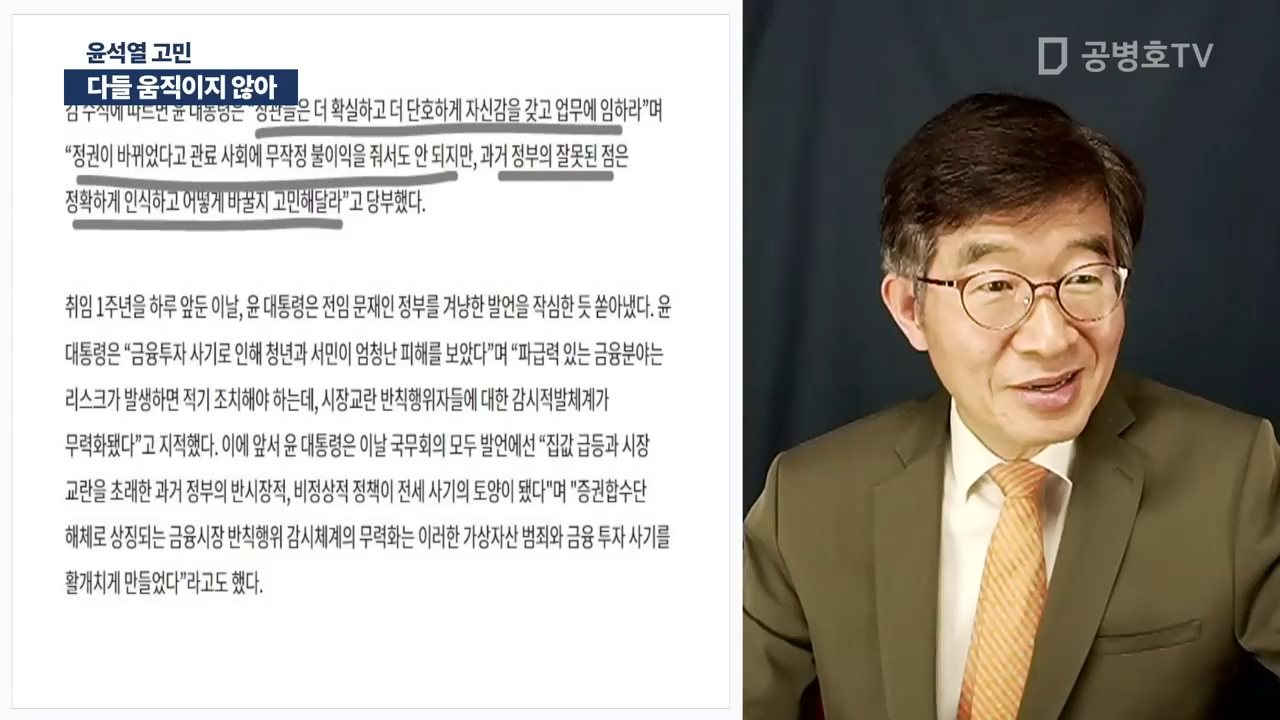 윤석열 고민
다들 움직이지 않아
공병호TV
김 수석에 따르면 윤 대통령은 “장관들은 더 확실하고 더 단호하게 자신감을 갖고 업무에 임하라”며
“정권이 바뀌었다고 관료 사회에 무작정 불이익을 줘서도 안 되지만, 과거 정부의 잘못된 점은
정확하게 인식하고 어떻게 바꿀지 고민해달라”고 당부했다.
취임 1주년을 하루 앞둔 이날, 윤 대통령은 전임 문재인 정부를 겨냥한 발언을 작심한 듯 쏟아냈다. 윤
대통령은 “금융투자 사기로 인해 청년과 서민이 엄청난 피해를 보았다”며 “파급력 있는 금융분야는
리스크가 발생하면 적기 조치해야 하는데, 시장교란 반칙행위자들에 대한 감시적발체계가
무력화됐다”고 지적했다. 이에 앞서 윤 대통령은 이날 국무회의 모두 발언에선 “집값 급등과 시장
교란을 초래한 과거 정부의 반시장적, 비정상적 정책이 전세 사기의 토양이 됐다"며 "증권합수단
해체로 상징되는 금융시장 반칙행위 감시체계의 무력화는 이러한 가상자산 범죄와 금융 투자 사기를
활개치게 만들었다”라고도 했다.